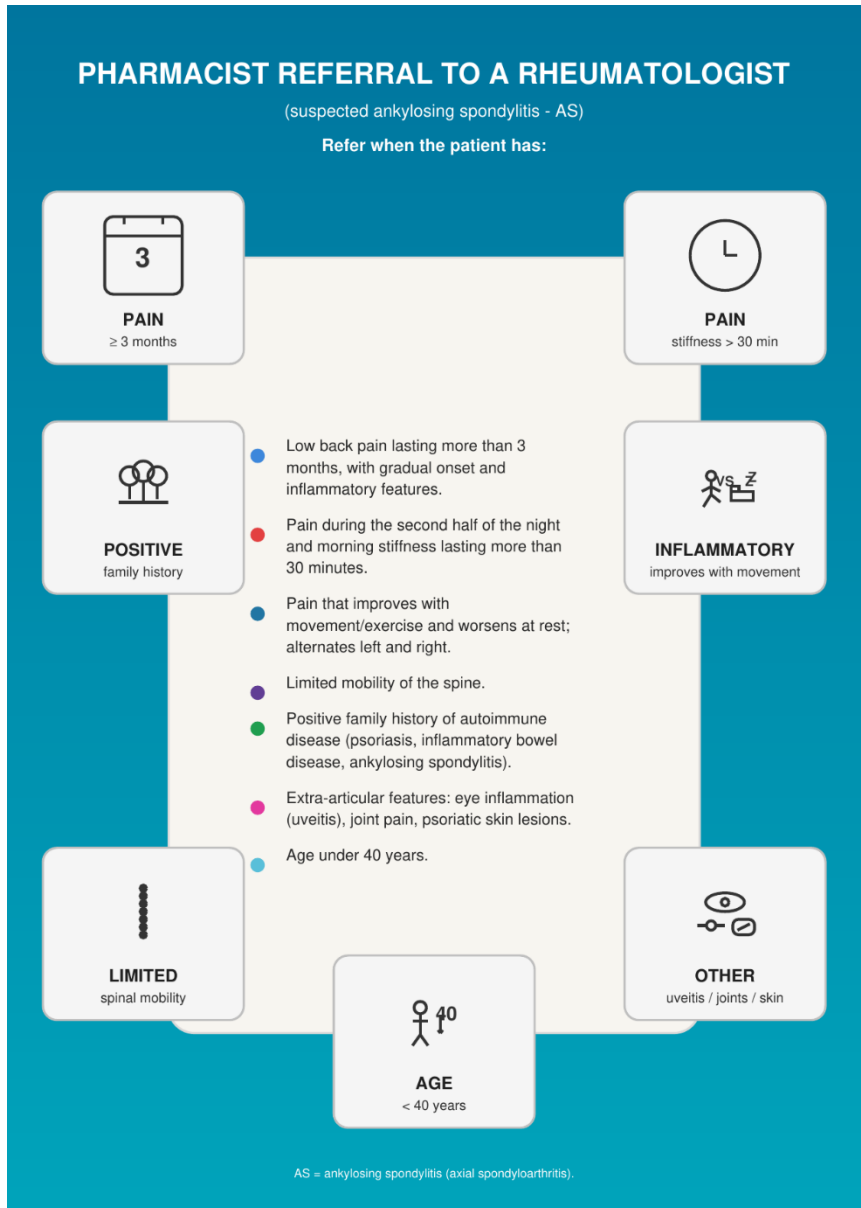 PHARMACIST REFERRAL TO A RHEUMATOLOGIST
(suspected ankylosing spondylitis - AS)
Refer when the patient has:
3
PAIN
≥ 3 months
PAIN
stiffness > 30 min
POSITIVE
family history
VS Z
INFLAMMATORY
improves with movement
Low back pain lasting more than 3
months, with gradual onset and
inflammatory features.
Pain during the second half of the night
and morning stiffness lasting more than
30 minutes.
Pain that improves with
movement/exercise and worsens at rest;
alternates left and right.
Limited mobility of the spine.
Positive family history of autoimmune
disease (psoriasis, inflammatory bowel
disease, ankylosing spondylitis).
Extra-articular features: eye inflammation
(uveitis), joint pain, psoriatic skin lesions.
Age under 40 years.
LIMITED
spinal mobility
OTHER
uveitis / joints / skin
40
AGE
< 40 years
AS = ankylosing spondylitis (axial spondyloarthritis).